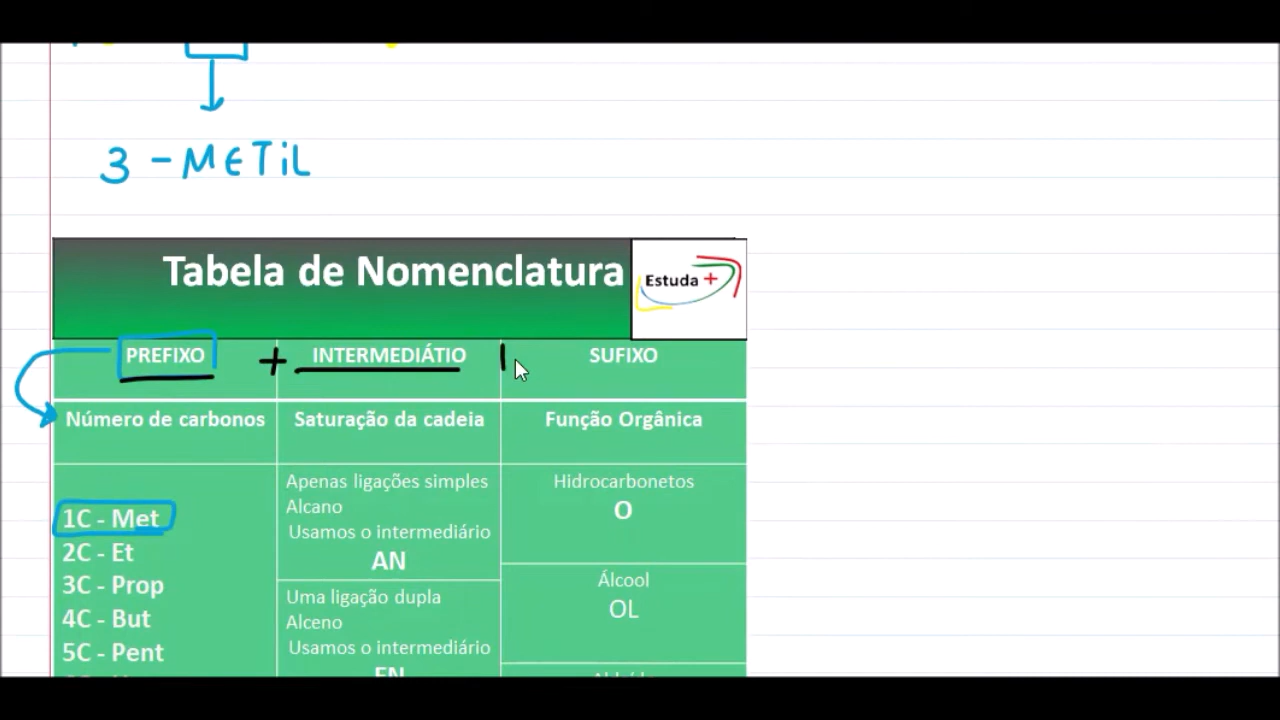 3 - METIL
Tabela de Nomenclatura
Estuda +
PREFIXO + INTERMEDIÁTIO SUFIXO
Número de carbonos Saturação da cadeia Função Orgânica
1C - Met
2C - Et
3C - Prop
4C - But
5C - Pent
Apenas ligações simples
Alcano
Usamos o intermediário
AN
Uma ligação dupla
Alceno
Usamos o intermediário
EN
Hidrocarbonetos
O
Álcool
OL